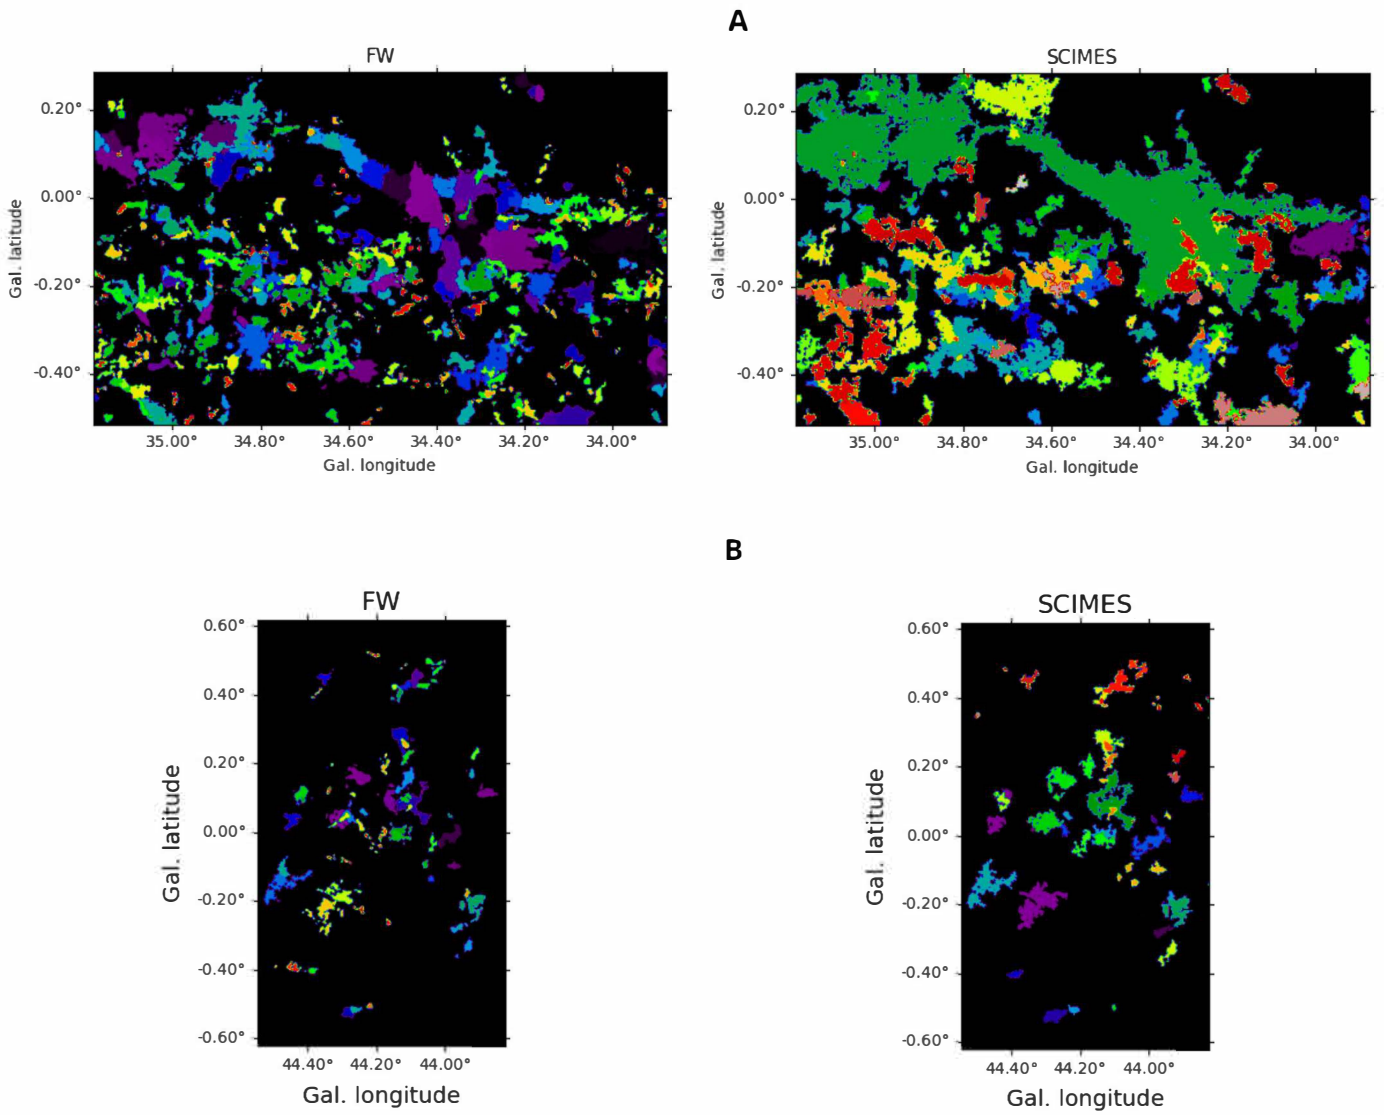 A
FW
SCIMES
0.20°
0.00°
-0.20°
-0.40°
Gal. latitude
35.00° 34.80° 34.60° 34.40° 34.20° 34.00°
Gal. longitude
0.20°
0.00°
-0.20°
-0.40°
Gal. latitude
35.00° 34.80° 34.60° 34.40° 34.20° 34.00°
Gal. longitude
B
FW
SCIMES
0.60°
0.40°
0.20°
0.00°
-0.20°
-0.40°
-0.60°
Gal. latitude
44.40° 44.20° 44.00°
Gal. longitude
0.60°
0.40°
0.20°
0.00°
-0.20°
-0.40°
-0.60°
Gal. latitude
44.40° 44.20° 44.00°
Gal. longitude